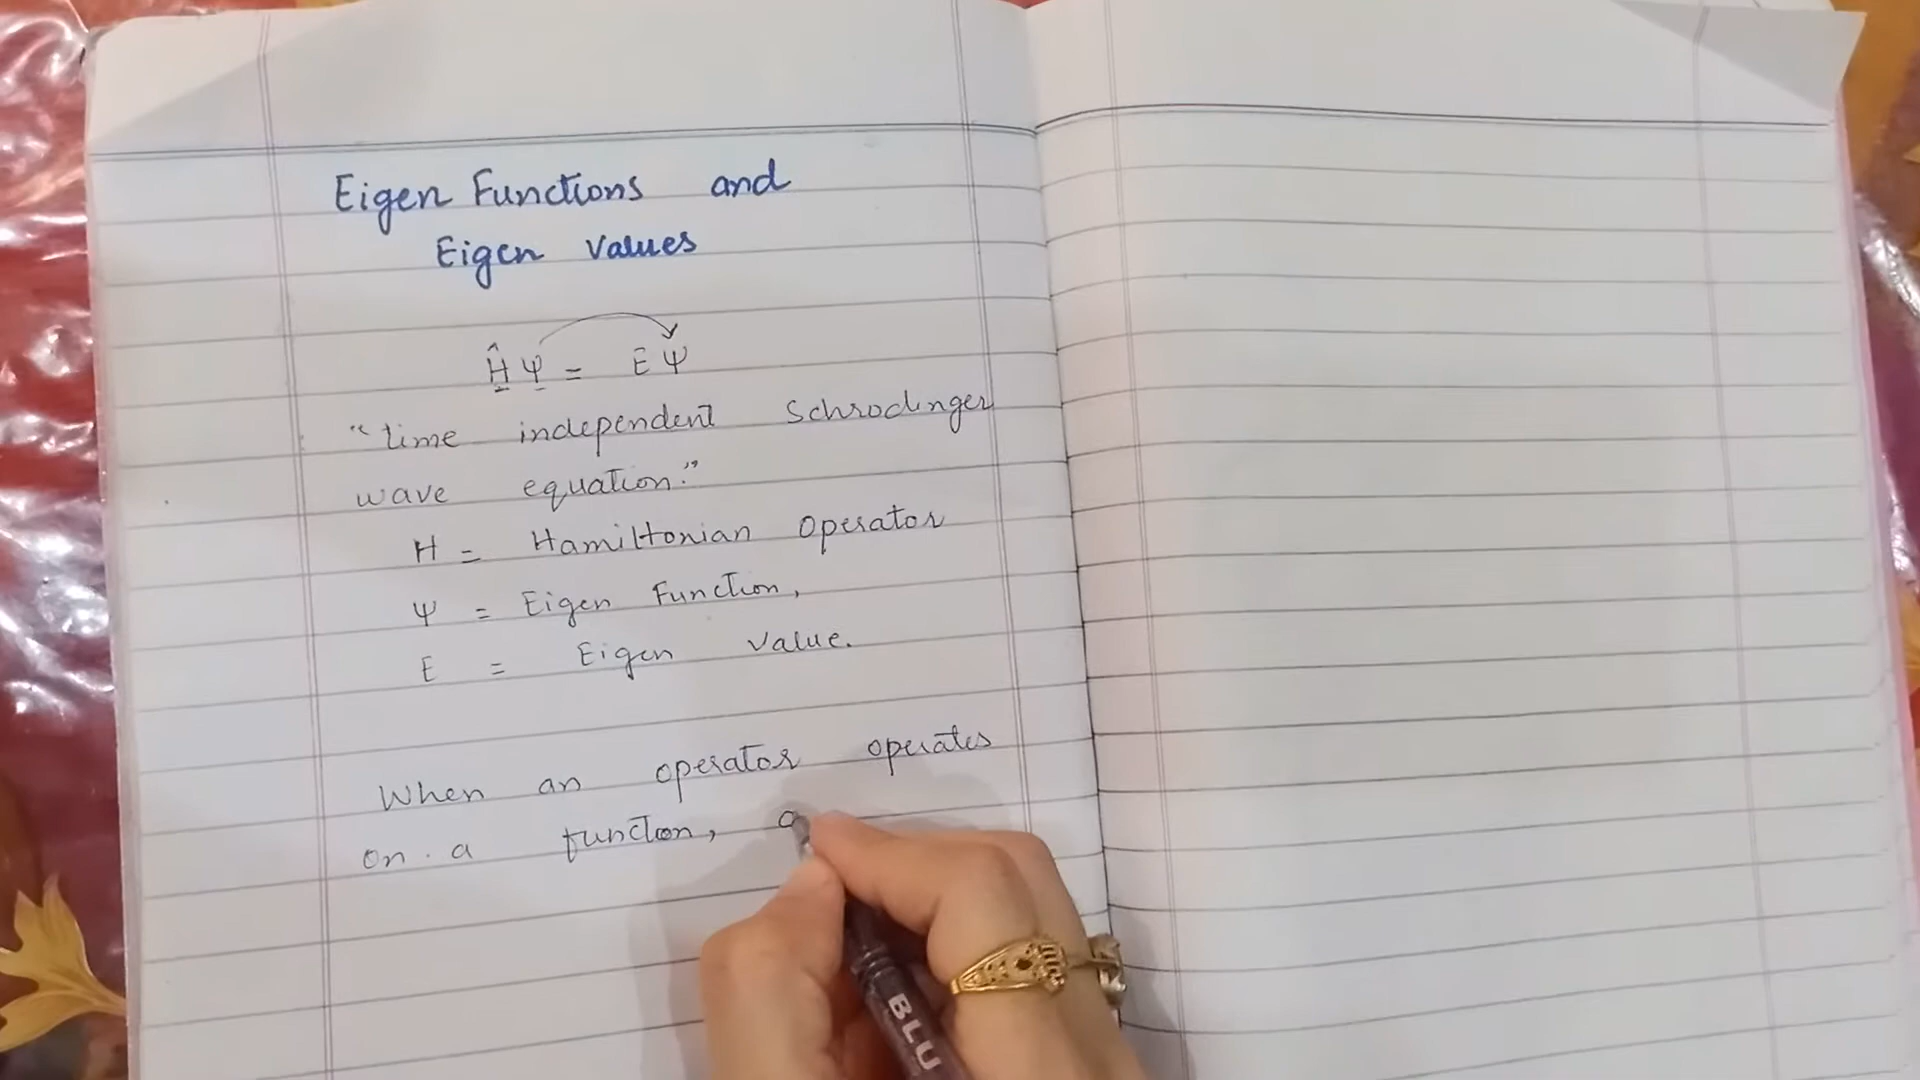 Eigen Functions and
Eigen Values
Ĥ Ψ = E Ψ
"time independent Schrodinger
wave equation."
H = Hamiltonian Operator
Ψ = Eigen Function,
E = Eigen Value.
When an operator operates
on a function, a
BLU